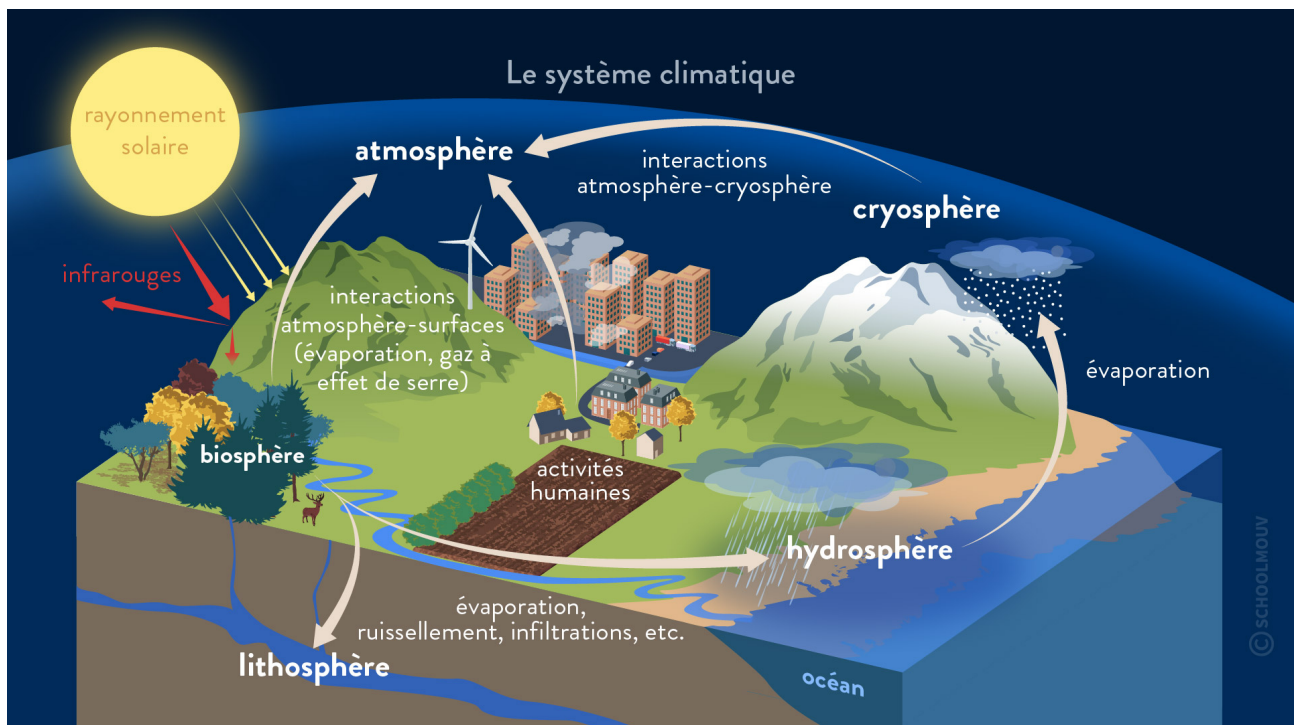 Le système climatique
rayonnement
solaire
atmosphère
interactions
atmosphère-cryosphère
cryosphère
infrarouges
interactions
atmosphère-surfaces
(évaporation, gaz à
effet de serre)
évaporation
biosphère
activités
humaines
hydrosphère
évaporation,
ruissellement, infiltrations, etc.
lithosphère
océan
© SCHOOLMOUV